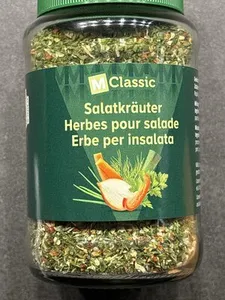 M Classic
Salatkräuter
Herbes pour salade
Erbe per insalata